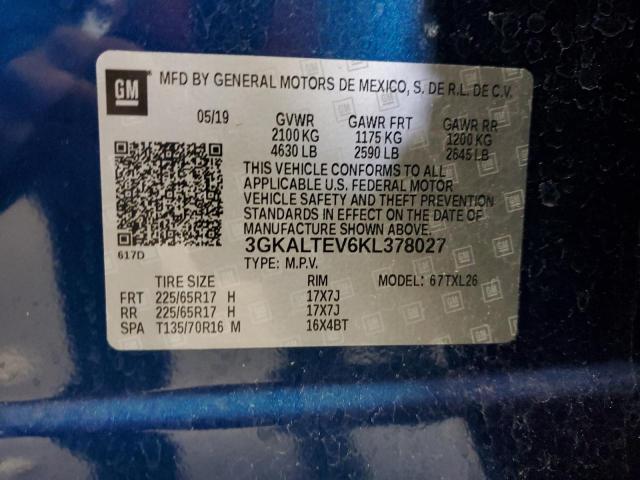 GM
MFD BY GENERAL MOTORS DE MEXICO, S. DE R.L. DE C.V.
05/19 GVWR GAWR FRT GAWR RR
2100 KG 1175 KG 1200 KG
4630 LB 2590 LB 2645 LB
THIS VEHICLE CONFORMS TO ALL
APPLICABLE U.S. FEDERAL MOTOR
VEHICLE SAFETY AND THEFT PREVENTION
STANDARDS IN EFFECT ON THE DATE OF
MANUFACTURE SHOWN ABOVE.
617D
3GKALTEV6KL378027
TYPE: M.P.V. MODEL: 67TXL26
TIRE SIZE RIM
FRT 225/65R17 H 17X7J
RR 225/65R17 H 17X7J
SPA T135/70R16 M 16X4BT